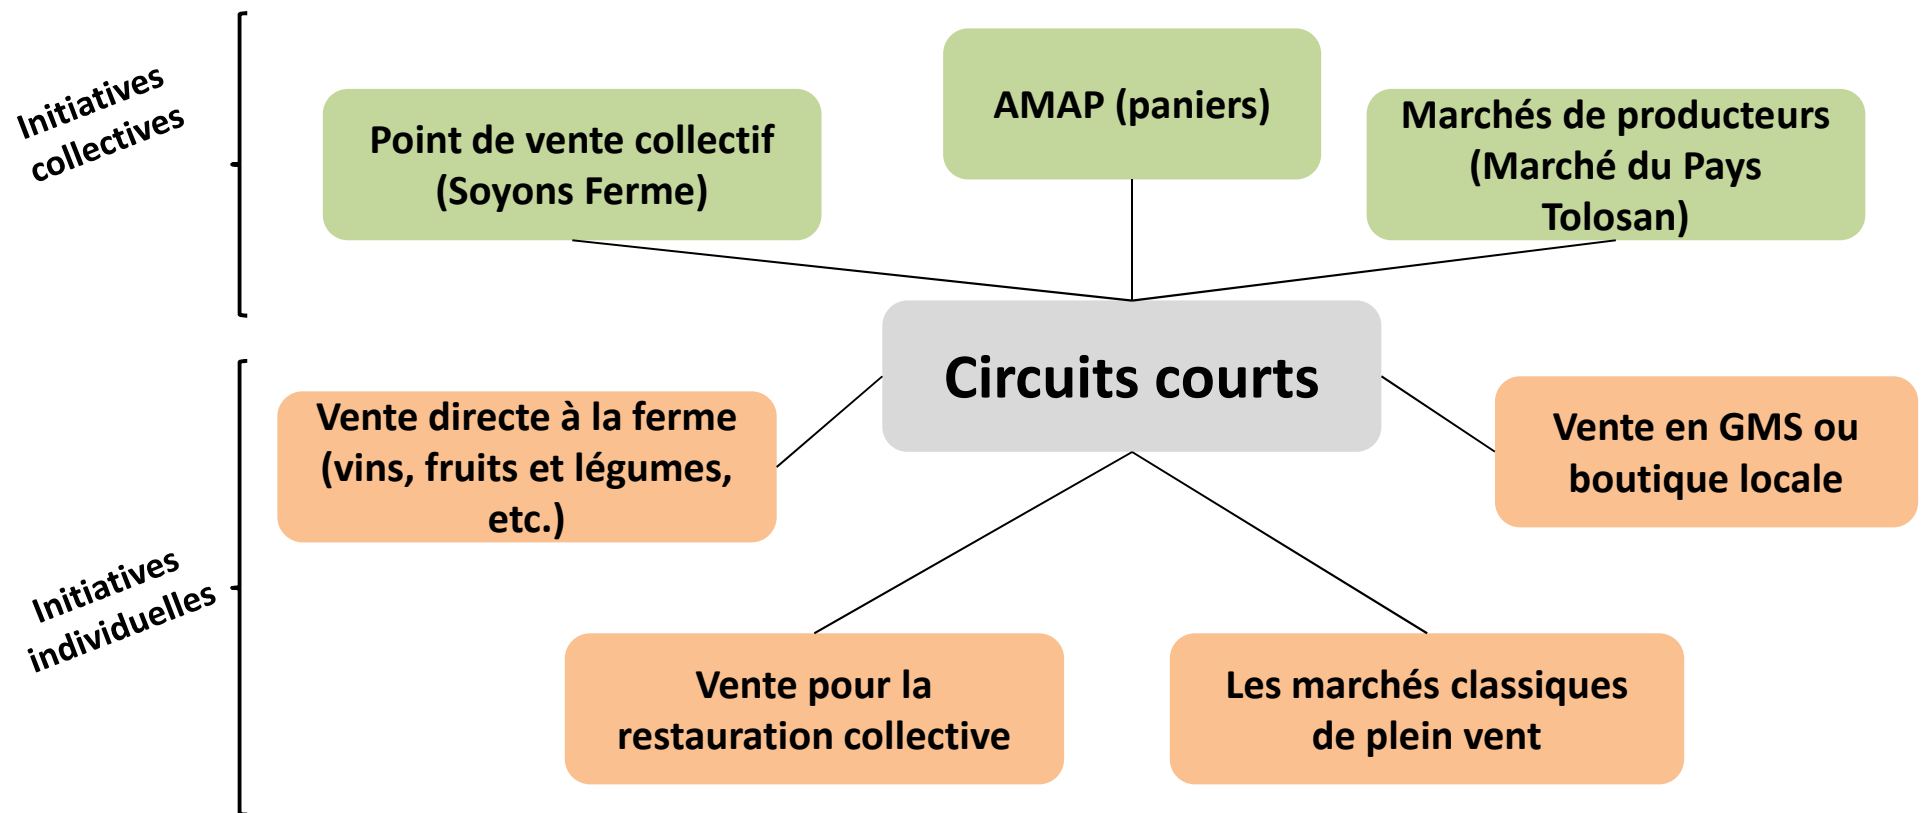 Initiatives
collectives
Point de vente collectif
(Soyons Ferme)
AMAP (paniers)
Marchés de producteurs
(Marché du Pays
Tolosan)
Circuits courts
Initiatives
individuelles
Vente directe à la ferme
(vins, fruits et légumes,
etc.)
Vente en GMS ou
boutique locale
Vente pour la
restauration collective
Les marchés classiques
de plein vent